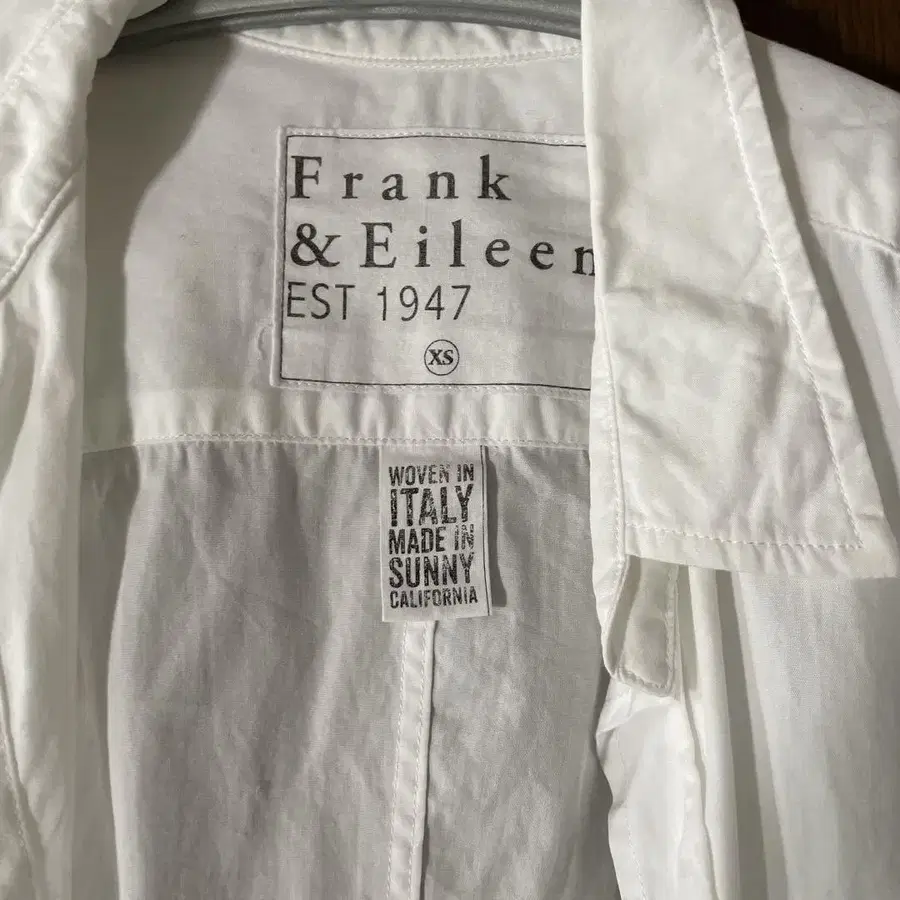 Frank
& Eileen
EST 1947
XS
WOVEN IN
ITALY
MADE IN
SUNNY
CALIFORNIA